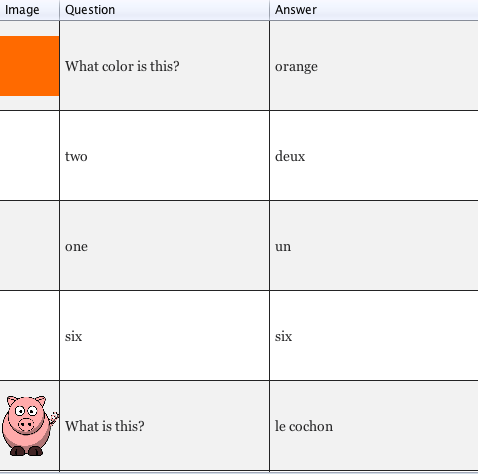 Image Question Answer
What color is this? orange
two deux
one un
six six
What is this? le cochon